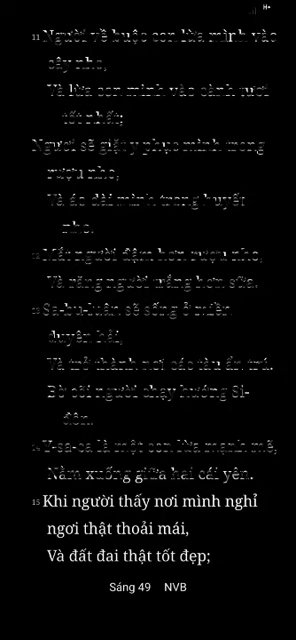 11 Người về buộc con lừa mình vào
cây nho,
Và lừa con mình vào cành tươi
tốt nhất;
Người sẽ giặt y phục mình trong
rượu nho,
Và áo dài mình trong huyết
nho.
12 Mắt người đậm hơn rượu nho,
Và răng người trắng hơn sữa.
13 Sa-bu-luân sẽ sống ở miền
duyên hải,
Và trở thành nơi các tàu ẩn trú.
Bờ cõi người chạy hướng Si-
đôn.
14 Y-sa-ca là một con lừa mạnh mẽ,
Nằm xuống giữa hai cái yên.
15 Khi người thấy nơi mình nghỉ
ngơi thật thoải mái,
Và đất đai thật tốt đẹp;
Sáng 49 NVB